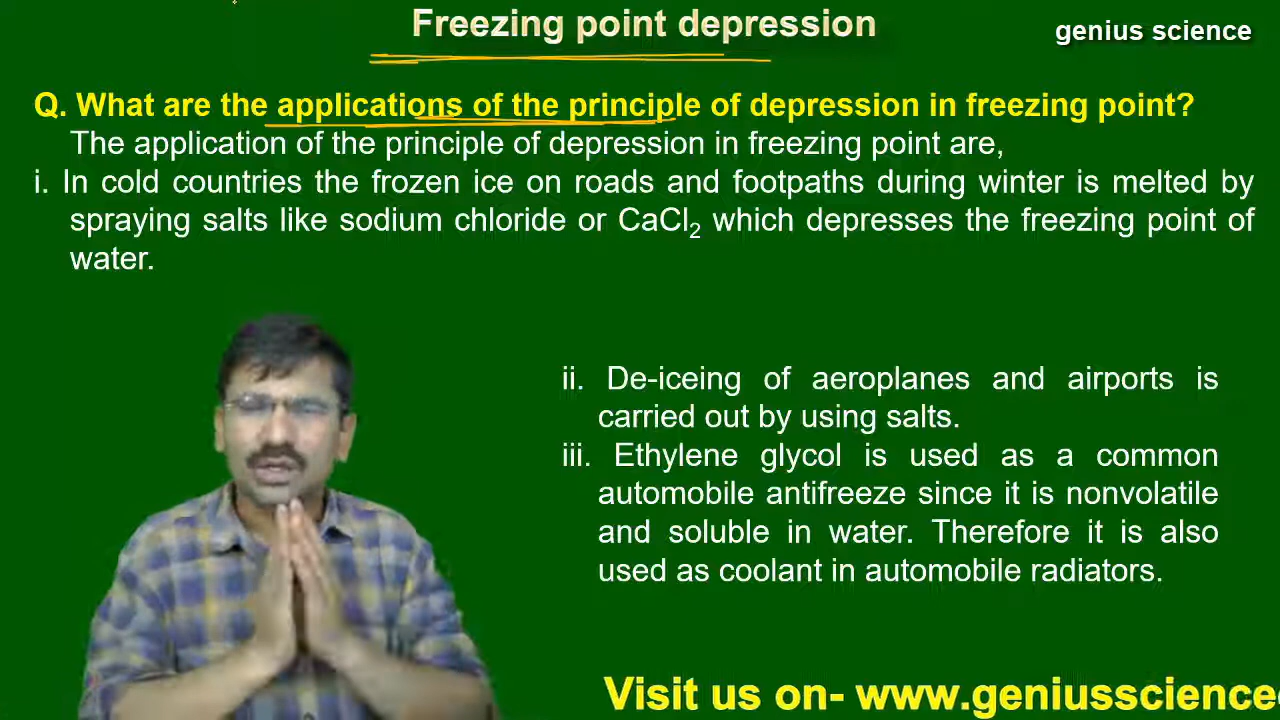 Freezing point depression
genius science
Q. What are the applications of the principle of depression in freezing point?
The application of the principle of depression in freezing point are,
i. In cold countries the frozen ice on roads and footpaths during winter is melted by
spraying salts like sodium chloride or CaCl₂ which depresses the freezing point of
water.
ii. De-iceing of aeroplanes and airports is
carried out by using salts.
iii. Ethylene glycol is used as a common
automobile antifreeze since it is nonvolatile
and soluble in water. Therefore it is also
used as coolant in automobile radiators.
Visit us on- www.geniusscience